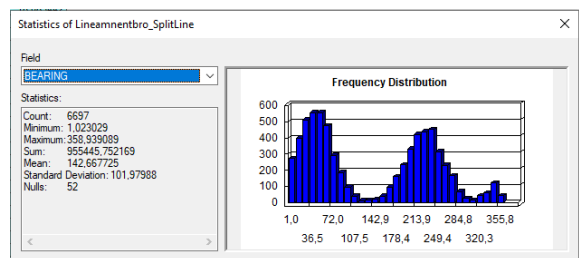 Statistics of Lineamnentbro_SplitLine
Field
BEARING
Statistics:
Count: 6697
Minimum: 1,023029
Maximum: 358,939089
Sum: 955445,752169
Mean: 142,667725
Standard Deviation: 101,97988
Nulls: 52
Frequency Distribution
600
500
400
300
200
100
0
1,0 72,0 142,9 213,9 284,8 355,8
36,5 107,5 178,4 249,4 320,3